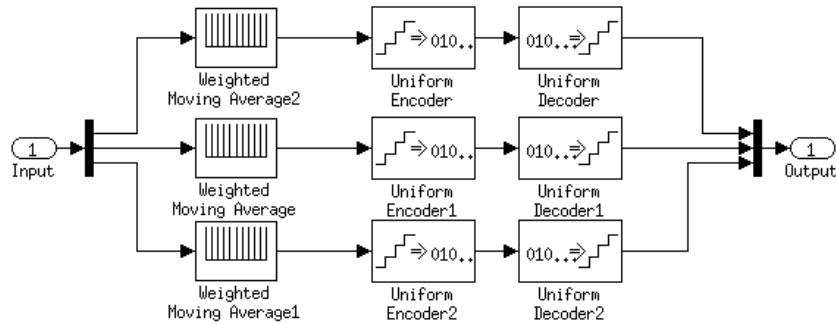 010..
010..
Weighted
Moving Average2
Uniform
Encoder
Uniform
Decoder
1
Input
010..
010..
1
Output
Weighted
Moving Average
Uniform
Encoder1
Uniform
Decoder1
010..
010..
Weighted
Moving Average1
Uniform
Encoder2
Uniform
Decoder2